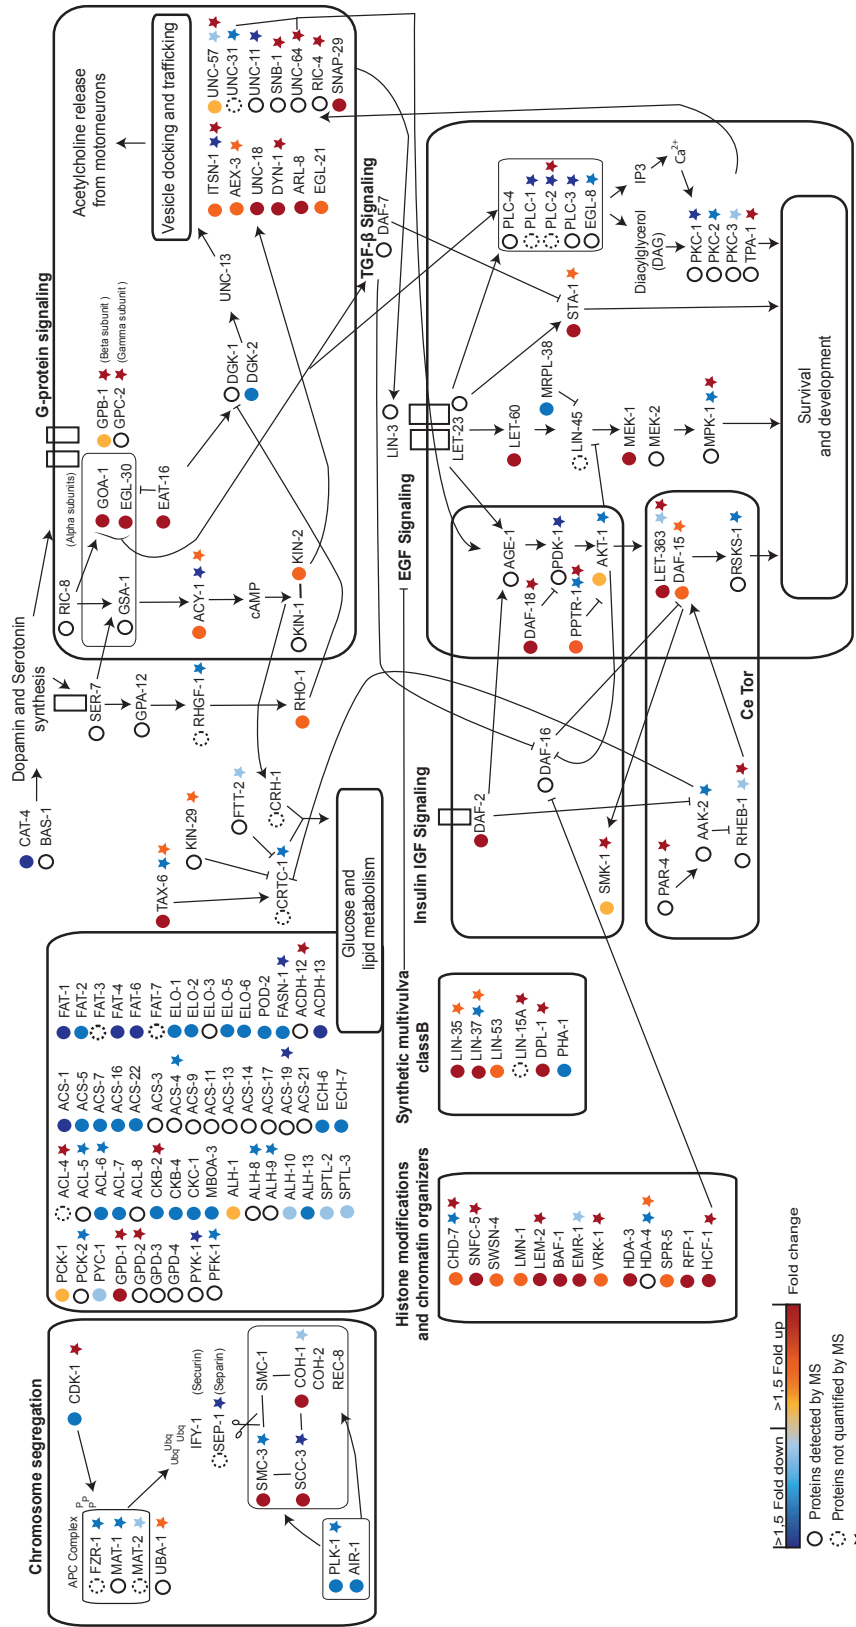 Chromosome segregation
CDK-1
APC Complex
P
P
P
FZR-1
MAT-1
MAT-2
UBA-1
Ubq
Ubq
Ubq
Ubq
IFY-1
(Securin)
SEP-1
(Separin)
SMC-3
SMC-1
SCC-3
COH-1
COH-2
REC-8
PLK-1
AIR-1
PCK-1
PCK-2
PYC-1
GPD-1
GPD-2
GPD-3
GPD-4
PYK-1
PFK-1
ACL-4
ACL-5
ACL-6
ACL-7
ACL-8
CKB-2
CKB-4
CKC-1
MBOA-3
ALH-1
ALH-8
ALH-9
ALH-10
ALH-13
SPTL-2
SPTL-3
ACS-1
ACS-5
ACS-7
ACS-16
ACS-22
ACS-3
ACS-4
ACS-9
ACS-11
ACS-13
ACS-14
ACS-17
ACS-19
ACS-21
ECH-6
ECH-7
FAT-1
FAT-2
FAT-3
FAT-4
FAT-6
FAT-7
ELO-1
ELO-2
ELO-3
ELO-5
ELO-6
POD-2
FASN-1
ACDH-12
ACDH-13
Glucose and
lipid metabolism
CAT-4
BAS-1
Dopamin and Serotonin
synthesis
TAX-6
KIN-29
FTT-2
CRTC-1
CRH-1
SER-7
GPA-12
RHGF-1
RHO-1
G-protein signaling
RIC-8
(Alpha subunits)
GSA-1
GOA-1
EGL-30
EAT-16
ACY-1
cAMP
KIN-1
KIN-2
GPB-1
(Beta subunit )
GPC-2
(Gamma subunit )
DGK-1
DGK-2
UNC-13
Acetylcholine release
from motorneurons
Vesicle docking and trafficking
ITSN-1
AEX-3
UNC-18
DYN-1
ARL-8
EGL-21
UNC-57
UNC-31
UNC-11
SNB-1
UNC-64
RIC-4
SNAP-29
Histone modifications
and chromatin organizers
CHD-7
SNFC-5
SWSN-4
LMN-1
LEM-2
BAF-1
EMR-1
VRK-1
HDA-3
HDA-4
SPR-5
RFP-1
HCF-1
Synthetic multivulva
classB
LIN-35
LIN-37
LIN-53
LIN-15A
DPL-1
PHA-1
Insulin IGF Signaling
DAF-2
DAF-16
SMK-1
AGE-1
DAF-18
PDK-1
PPTR-1
AKT-1
Ce Tor
PAR-4
AAK-2
RHEB-1
LET-363
DAF-15
RSKS-1
EGF Signaling
LIN-3
LET-23
LET-60
MRPL-38
LIN-45
MEK-1
MEK-2
MPK-1
STA-1
TGF-β Signaling
DAF-7
PLC-4
PLC-1
PLC-2
PLC-3
EGL-8
Diacylglycerol
(DAG)
IP3
Ca2+
PKC-1
PKC-2
PKC-3
TPA-1
Survival
and development
>1,5 Fold down
>1,5 Fold up
Fold change
Proteins detected by MS
Proteins not quantified by MS